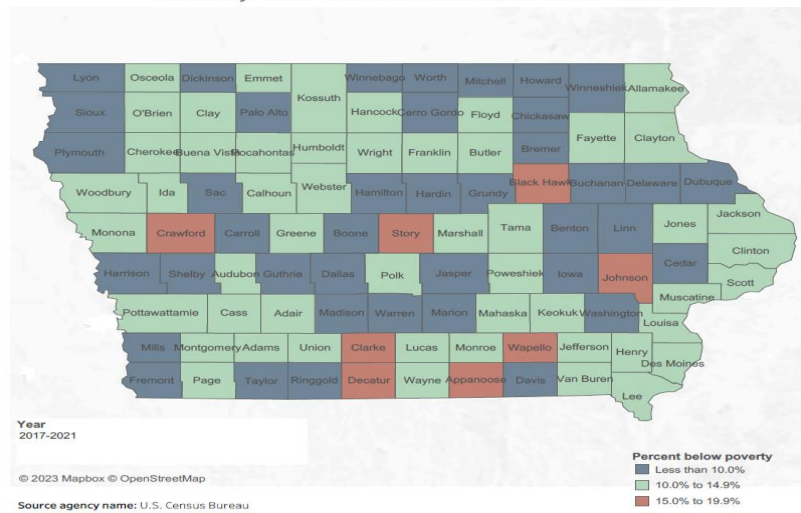 Lyon Osceola Dickinson Emmet Winnebago Worth Mitchell Howard Winneshiek Allamakee
Kossuth
Sioux O'Brien Clay Palo Alto Hancock Cerro Gordo Floyd Chickasaw
Plymouth Cherokee Buena Vista Pocahontas Humboldt Wright Franklin Butler Bremer Fayette Clayton
Woodbury Ida Sac Calhoun Webster Hamilton Hardin Grundy Black Hawk Buchanan Delaware Dubuque
Monona Crawford Carroll Greene Boone Story Marshall Tama Benton Linn Jones Jackson
Clinton
Harrison Shelby Audubon Guthrie Dallas Polk Jasper Poweshiek Iowa Johnson Cedar Scott
Muscatine
Pottawattamie Cass Adair Madison Warren Marion Mahaska Keokuk Washington Louisa
Mills Montgomery Adams Union Clarke Lucas Monroe Wapello Jefferson Henry Des Moines
Fremont Page Taylor Ringgold Decatur Wayne Appanoose Davis Van Buren Lee
Year
2017-2021
© 2023 Mapbox © OpenStreetMap
Percent below poverty
Less than 10.0%
10.0% to 14.9%
15.0% to 19.9%
Source agency name: U.S. Census Bureau